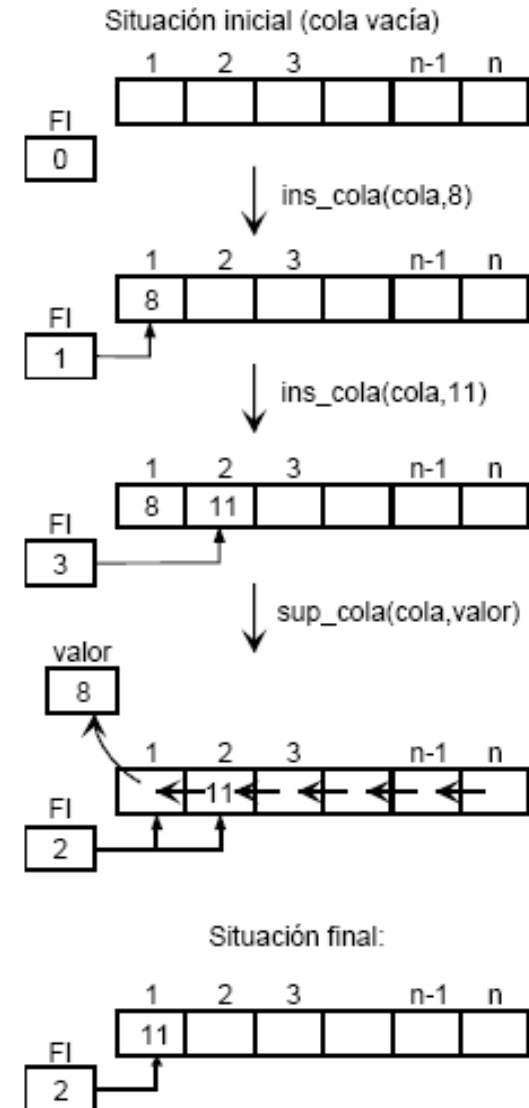 Situación inicial (cola vacía)
1 2 3 n-1 n
FI
0
ins_cola(cola,8)
1 2 3 n-1 n
8
FI
1
ins_cola(cola,11)
1 2 3 n-1 n
8 11
FI
3
sup_cola(cola,valor)
valor
8
1 2 3 n-1 n
11
FI
2
Situación final:
1 2 3 n-1 n
11
FI
2